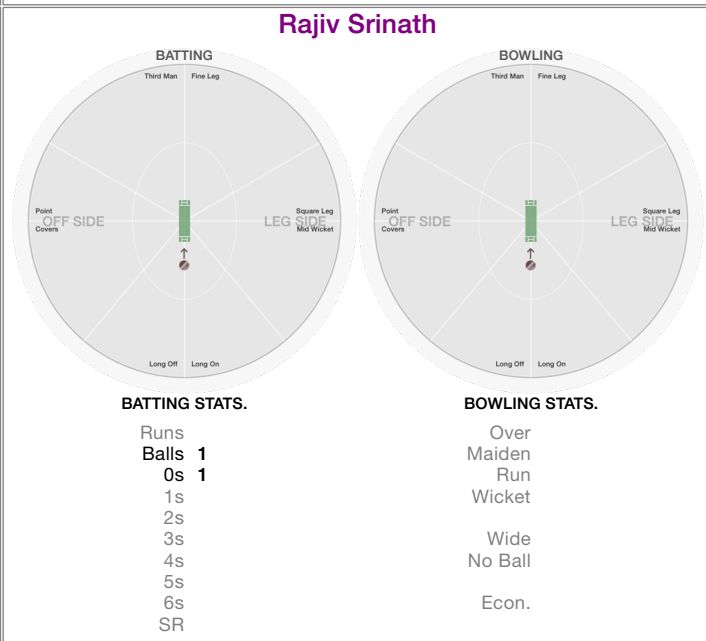 Rajiv Srinath
BATTING
Third Man Fine Leg
Point
OFF SIDE
Covers
Square Leg
LEG SIDE
Mid Wicket
Long Off Long On
BOWLING
Third Man Fine Leg
Point
OFF SIDE
Covers
Square Leg
LEG SIDE
Mid Wicket
Long Off Long On
BATTING STATS.
Runs
Balls 1
0s 1
1s
2s
3s
4s
5s
6s
SR
BOWLING STATS.
Over
Maiden
Run
Wicket
Wide
No Ball
Econ.